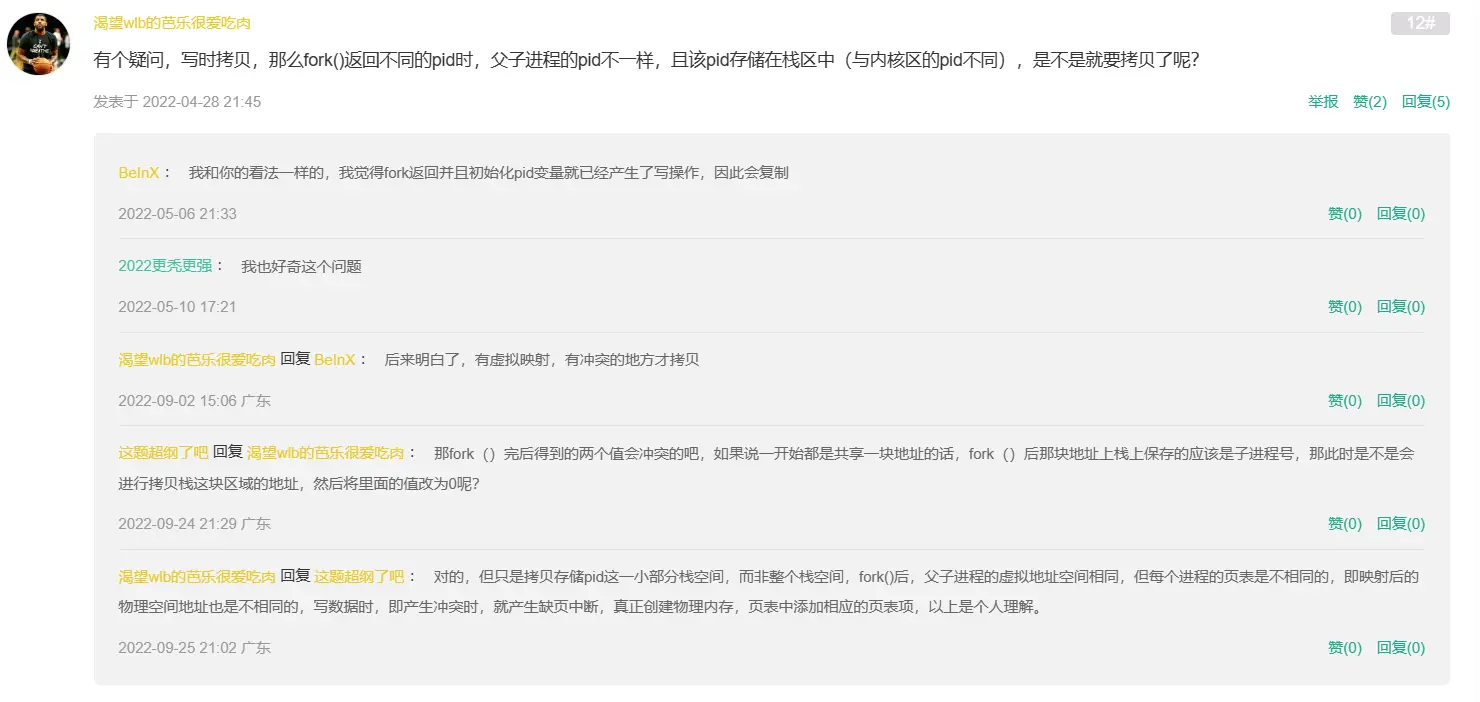 渴望wlb的芭乐很爱吃肉
12#
有个疑问，写时拷贝，那么fork()返回不同的pid时，父子进程的pid不一样，且该pid存储在栈区中（与内核区的pid不同），是不是就要拷贝了呢？
发表于 2022-04-28 21:45 举报 赞(2) 回复(5)
BeInX： 我和你的看法一样的，我觉得fork返回并且初始化pid变量就已经产生了写操作，因此会复制
2022-05-06 21:33 赞(0) 回复(0)
2022更秃更强： 我也好奇这个问题
2022-05-10 17:21 赞(0) 回复(0)
渴望wlb的芭乐很爱吃肉 回复 BeInX： 后来明白了，有虚拟映射，有冲突的地方才拷贝
2022-09-02 15:06 广东 赞(0) 回复(0)
这题超纲了吧 回复 渴望wlb的芭乐很爱吃肉： 那fork（）完后得到的两个值会冲突的吧，如果说一开始都是共享一块地址的话，fork（）后那块地址上栈上保存的应该是子进程号，那此时是不是会
进行拷贝栈这块区域的地址，然后将里面的值改为0呢？
2022-09-24 21:29 广东 赞(0) 回复(0)
渴望wlb的芭乐很爱吃肉 回复 这题超纲了吧： 对的，但只是拷贝存储pid这一小部分栈空间，而非整个栈空间，fork()后，父子进程的虚拟地址空间相同，但每个进程的页表是不相同的，即映射后的
物理空间地址也是不相同的，写数据时，即产生冲突时，就产生缺页中断，真正创建物理内存，页表中添加相应的页表项，以上是个人理解。
2022-09-25 21:02 广东 赞(0) 回复(0)